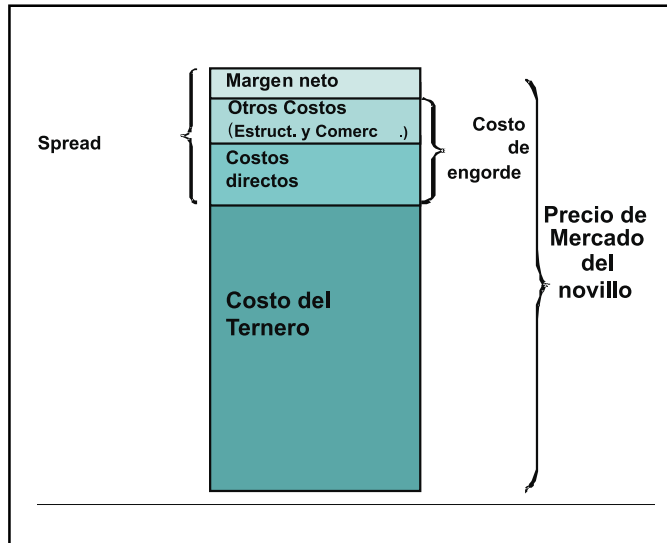 Margen neto
Otros Costos
(Estruct. y Comerc .)
Costos
directos
Spread
Costo
de
engorde
Precio de
Mercado
del
novillo
Costo del
Ternero